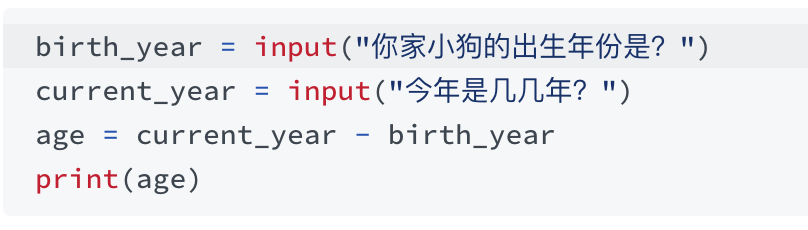 birth_year = input("你家小狗的出生年份是？")
current_year = input("今年是几几年？")
age = current_year - birth_year
print(age)